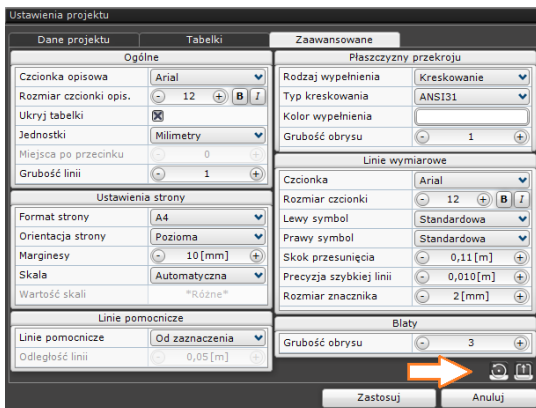 Ustawienia projektu
Dane projektu Tabelki Zaawansowane
Ogólne
Czcionka opisowa Arial
Rozmiar czcionki opis. - 12 + B I
Ukryj tabelki
Jednostki Milimetry
Miejsca po przecinku - 0 +
Grubość linii - 1 +
Ustawienia strony
Format strony A4
Orientacja strony Pozioma
Marginesy - 10[mm] +
Skala Automatyczna
Wartość skali *Różne*
Linie pomocnicze
Linie pomocnicze Od zaznaczenia
Odległość linii - 0,05[m] +
Płaszczyzny przekroju
Rodzaj wypełnienia Kreskowanie
Typ kreskowania ANSI31
Kolor wypełnienia
Grubość obrysu - 1 +
Linie wymiarowe
Czcionka Arial
Rozmiar czcionki - 12 + B I
Lewy symbol Standardowa
Prawy symbol Standardowa
Skok przesunięcia - 0,11[m] +
Precyzja szybkiej linii - 0,010[m] +
Rozmiar znacznika - 2[mm] +
Blaty
Grubość obrysu - 3 +
Zastosuj Anuluj